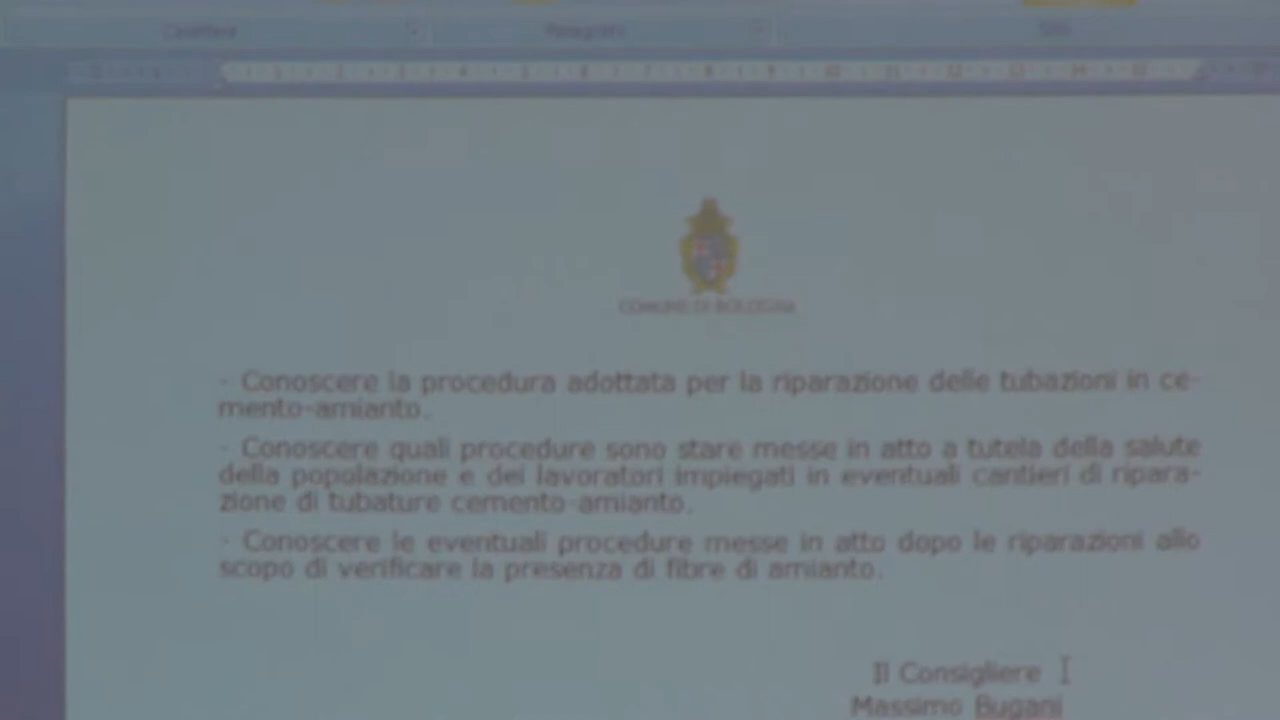 Carattere Paragrafo Stili
COMUNE DI BOLOGNA
- Conoscere la procedura adottata per la riparazione delle tubazioni in ce-
mento-amianto.
- Conoscere quali procedure sono stare messe in atto a tutela della salute
della popolazione e dei lavoratori impiegati in eventuali cantieri di ripara-
zione di tubature cemento-amianto.
- Conoscere le eventuali procedure messe in atto dopo le riparazioni allo
scopo di verificare la presenza di fibre di amianto.
Il Consigliere
Massimo Bugani